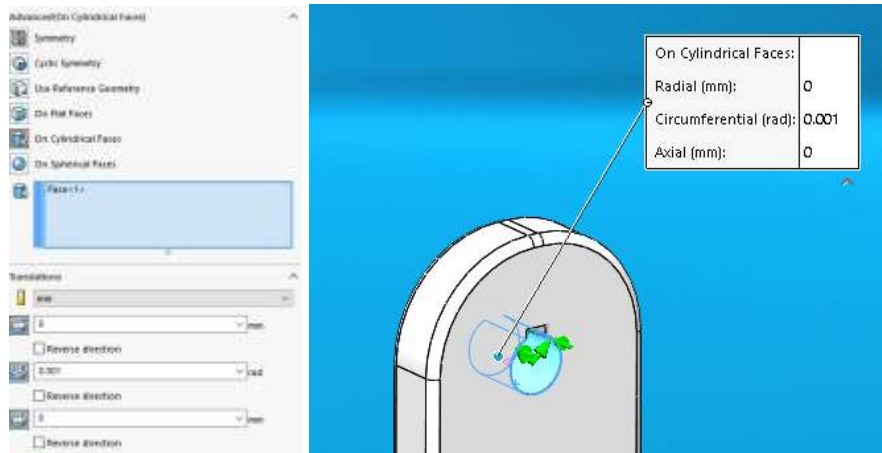 Advanced(On Cylindrical Faces)
Symmetry
Cyclic Symmetry
Use Reference Geometry
On Flat Faces
On Cylindrical Faces
On Spherical Faces
Face<1>
Translations
mm
0 mm
Reverse direction
0.001 rad
Reverse direction
0 mm
Reverse direction
On Cylindrical Faces:
Radial (mm): 0
Circumferential (rad): 0.001
Axial (mm): 0